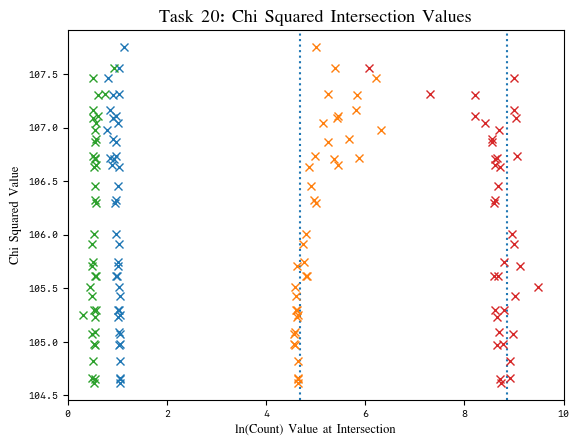 Task 20: Chi Squared Intersection Values
Chi Squared Value
107.5
107.0
106.5
106.0
105.5
105.0
104.5
0 2 4 6 8 10
ln(Count) Value at Intersection